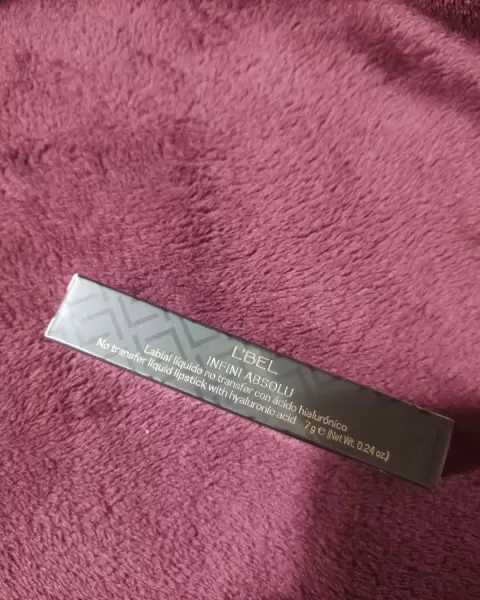 L'BEL
INFINI ABSOLU
Labial líquido no transfer con ácido hialurónico
No transfer liquid lipstick with hyaluronic acid 7 g e (Net Wt. 0.24 oz.)